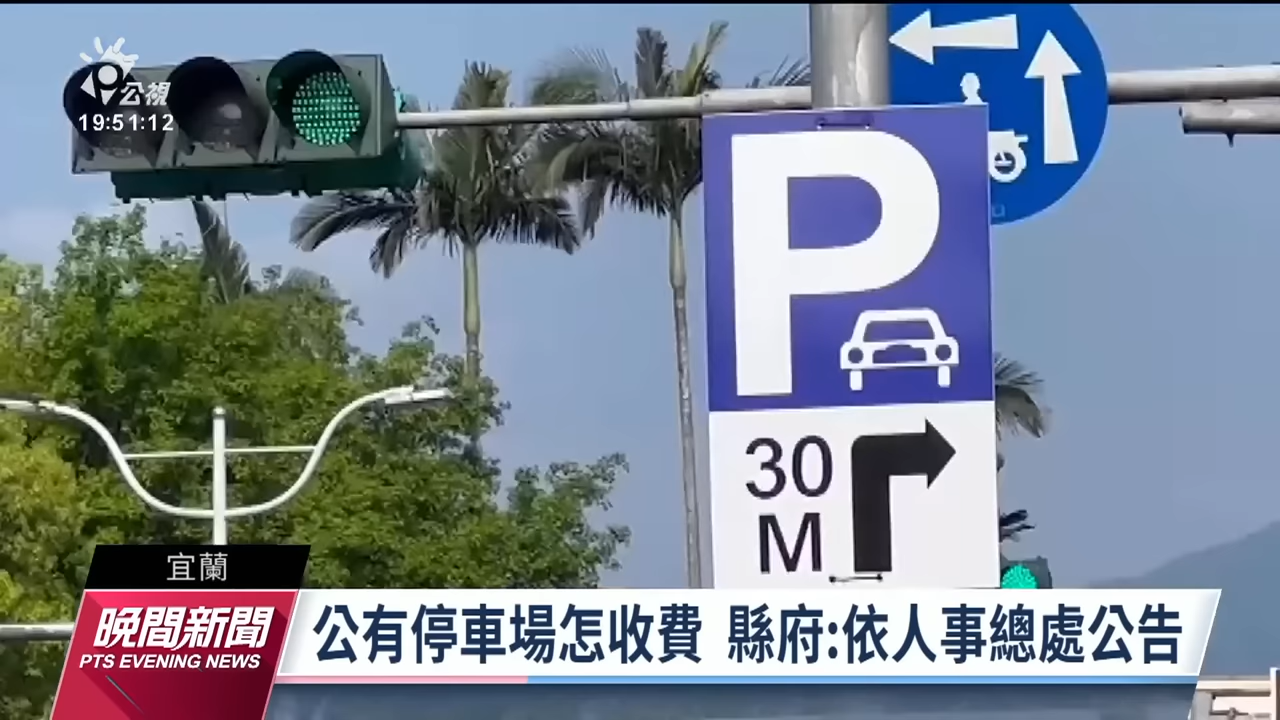 公視
19:51:12
P
30
M
宜蘭
晚間新聞
PTS EVENING NEWS
公有停車場怎收費 縣府:依人事總處公告